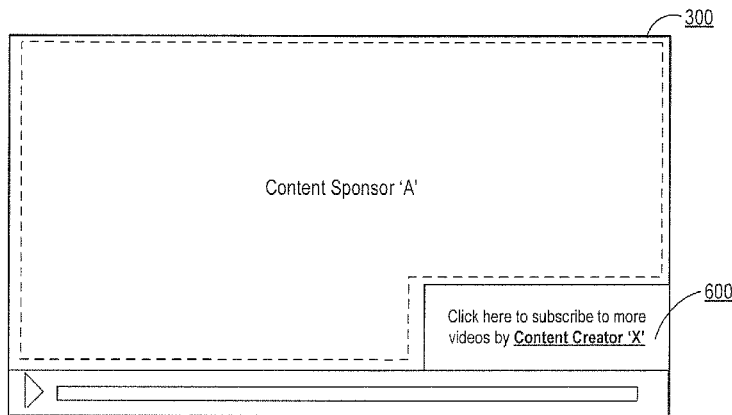 300
Content Sponsor ‘A’
600
Click here to subscribe to more
videos by Content Creator ‘X’